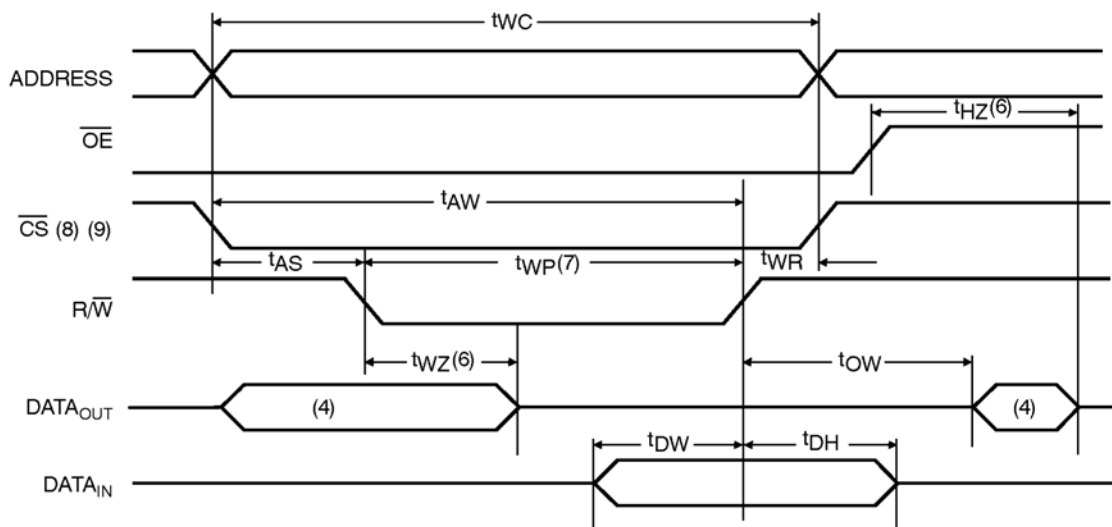 tWC
ADDRESS
tHZ(6)
OE
tAW
CS (8) (9)
tAS
tWP(7)
tWR
R/W
tWZ(6)
tOW
DATAOUT
(4)
(4)
tDW
tDH
DATAIN